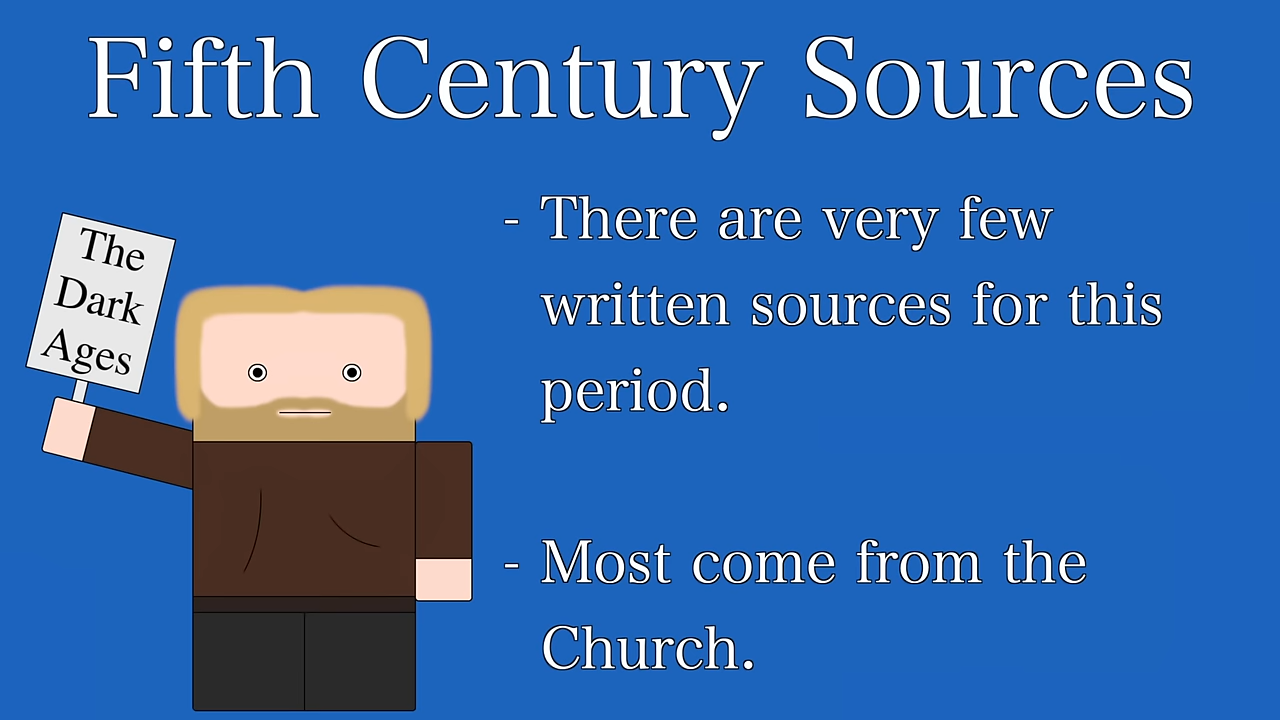 Fifth Century Sources
The
Dark
Ages
- There are very few
written sources for this
period.
- Most come from the
Church.